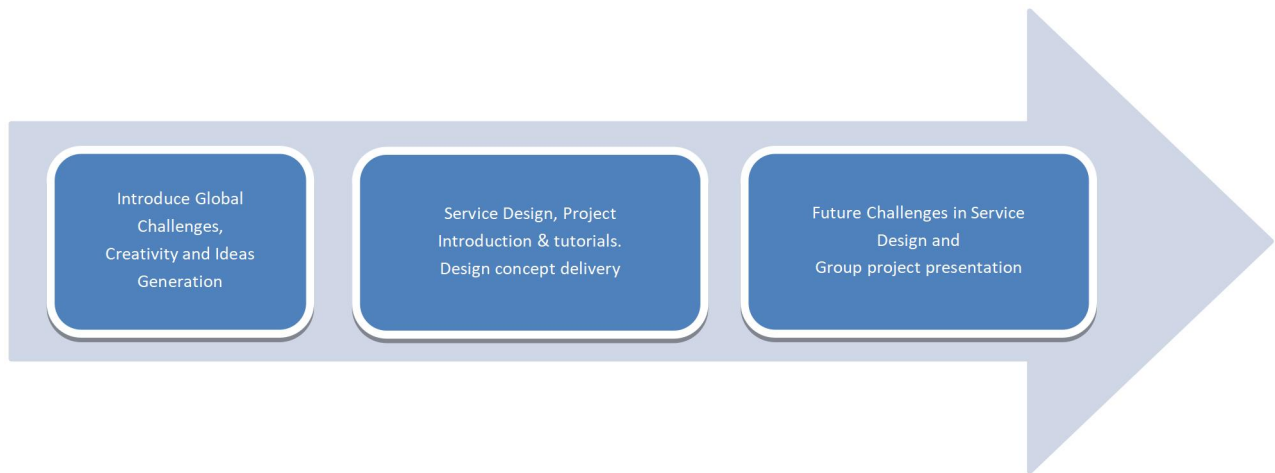 Introduce Global
Challenges,
Creativity and Ideas
Generation
Service Design, Project
Introduction & tutorials.
Design concept delivery
Future Challenges in Service
Design and
Group project presentation